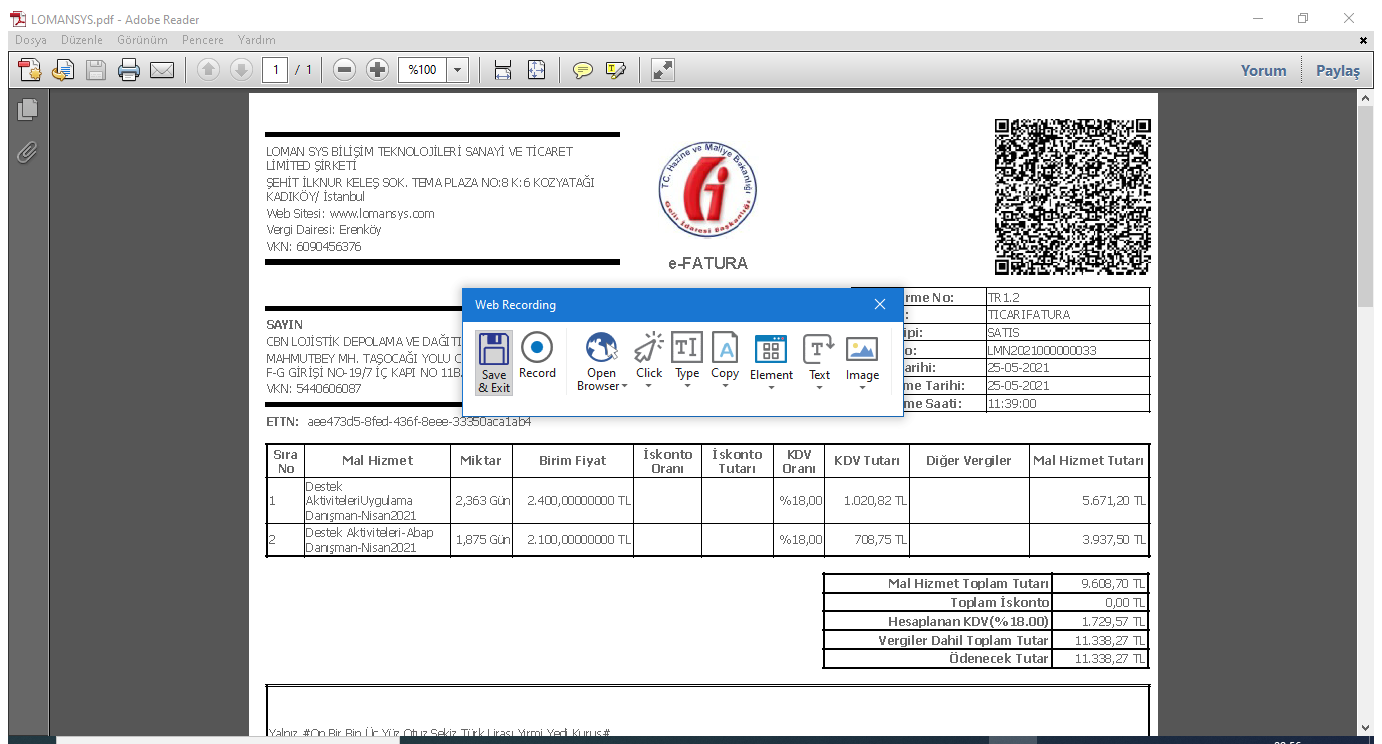 LOMANSYS.pdf - Adobe Reader
Dosya Düzenle Görünüm Pencere Yardım
1 / 1 %100 Yorum Paylaş
LOMAN SYS BİLİŞİM TEKNOLOJİLERİ SANAYİ VE TİCARET
LİMİTED ŞİRKETİ
ŞEHİT İLKNUR KELEŞ SOK. TEMA PLAZA NO:8 K:6 KOZYATAĞI
KADIKÖY/ İstanbul
Web Sitesi: www.lomansys.com
Vergi Dairesi: Erenköy
VKN: 6090456376
T.C. Hazine ve Maliye Bakanlığı
Gelir İdaresi Başkanlığı
e-FATURA
Web Recording
Save & Exit
Record
Open Browser
Click
Type
Copy
Element
Text
Image
SAYIN
CBN LOJİSTİK DEPOLAMA VE DAĞITI
MAHMUTBEY MH. TAŞOCAĞI YOLU C
F-G GİRİŞİ NO-19/7 İÇ KAPI NO 11B
VKN: 5440606087
rme No: TR1.2
: TICARIFATURA
ipi: SATIS
o: LMN2021000000033
arihi: 25-05-2021
me Tarihi: 25-05-2021
me Saati: 11:39:00
ETTN: aee473d5-8fed-436f-8eee-33350aca1ab4
Sıra No Mal Hizmet Miktar Birim Fiyat İskonto Oranı İskonto Tutarı KDV Oranı KDV Tutarı Diğer Vergiler Mal Hizmet Tutarı
1 Destek AktiviteleriUygulama Danışman-Nisan2021 2,363 Gün 2.400,00000000 TL %18,00 1.020,82 TL 5.671,20 TL
2 Destek Aktiviteleri-Abap Danışman-Nisan2021 1,875 Gün 2.100,00000000 TL %18,00 708,75 TL 3.937,50 TL
Mal Hizmet Toplam Tutarı 9.608,70 TL
Toplam İskonto 0,00 TL
Hesaplanan KDV(%18.00) 1.729,57 TL
Vergiler Dahil Toplam Tutar 11.338,27 TL
Ödenecek Tutar 11.338,27 TL
Yalnız #On Bir Bin Üç Yüz Otuz Sekiz Türk Lirası Yirmi Yedi Kuruş#